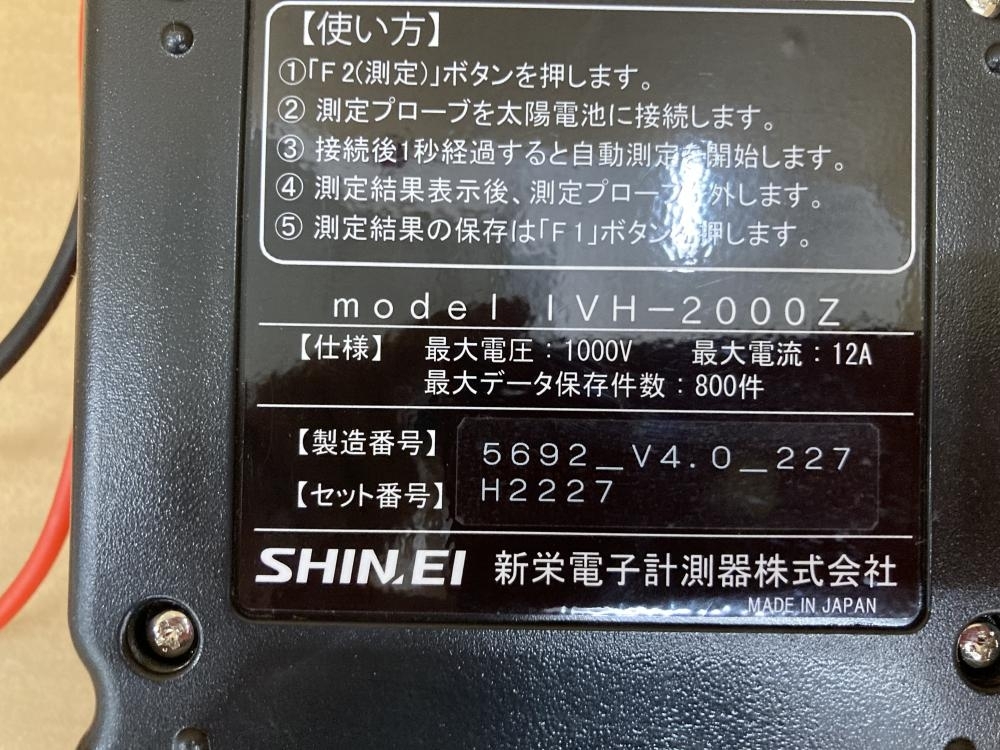 【使い方】
①「F2(測定)」ボタンを押します。
② 測定プローブを太陽電池に接続します。
③ 接続後1秒経過すると自動測定を開始します。
④ 測定結果表示後、測定プローブを外します。
⑤ 測定結果の保存は「F1」ボタンを押します。
model IVH-2000Z
【仕様】 最大電圧：1000V 最大電流：12A
最大データ保存件数：800件
【製造番号】 5692_V4.0_227
【セット番号】 H2227
SHIN.EI 新栄電子計測器株式会社
MADE IN JAPAN